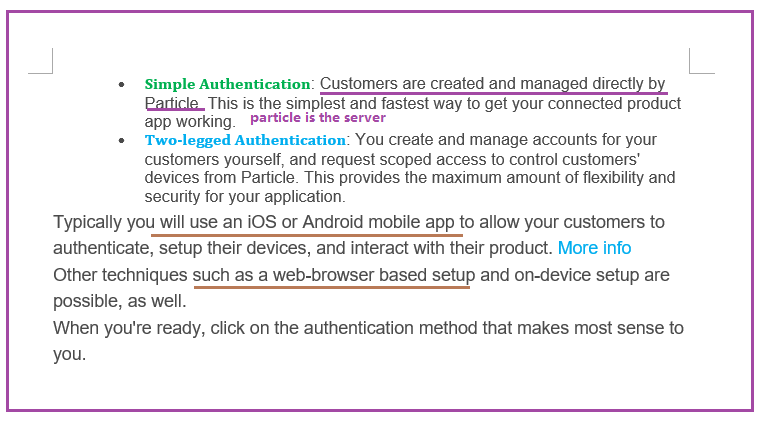 • Simple Authentication: Customers are created and managed directly by
Particle. This is the simplest and fastest way to get your connected product
app working. particle is the server
• Two-legged Authentication: You create and manage accounts for your
customers yourself, and request scoped access to control customers'
devices from Particle. This provides the maximum amount of flexibility and
security for your application.
Typically you will use an iOS or Android mobile app to allow your customers to
authenticate, setup their devices, and interact with their product. More info
Other techniques such as a web-browser based setup and on-device setup are
possible, as well.
When you're ready, click on the authentication method that makes most sense to
you.